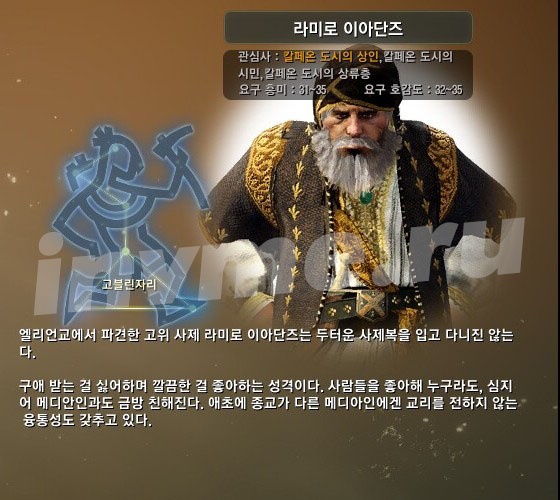 라미로 이아단즈
관심사 : 칼페온 도시의 상인,칼페온 도시의
시민,칼페온 도시의 상류층
요구 흥미 : 31~35 요구 호감도 : 32~35
고블린자리
inymo.ru
엘리언교에서 파견한 고위 사제 라미로 이아단즈는 두터운 사제복을 입고 다니진 않는
다.
구애 받는 걸 싫어하며 깔끔한 걸 좋아하는 성격이다. 사람들을 좋아해 누구라도, 심지
어 메디안인과도 금방 친해진다. 애초에 종교가 다른 메디아인에겐 교리를 전하지 않는
융통성도 갖추고 있다.